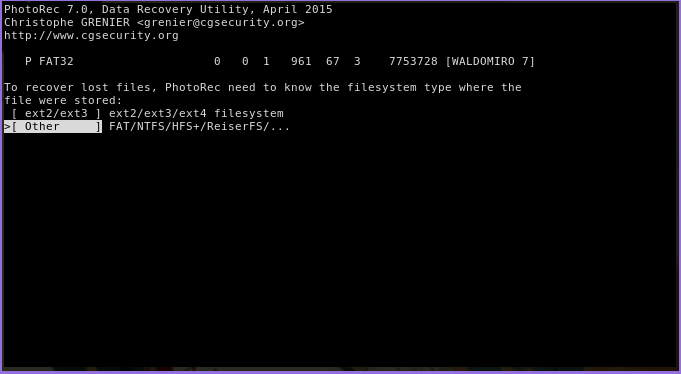 PhotoRec 7.0, Data Recovery Utility, April 2015
Christophe GRENIER <grenier@cgsecurity.org>
http://www.cgsecurity.org
P FAT32 0 0 1 961 67 3 7753728 [WALDOMIRO 7]
To recover lost files, PhotoRec need to know the filesystem type where the
file were stored:
[ ext2/ext3 ] ext2/ext3/ext4 filesystem
>[ Other ] FAT/NTFS/HFS+/ReiserFS/...